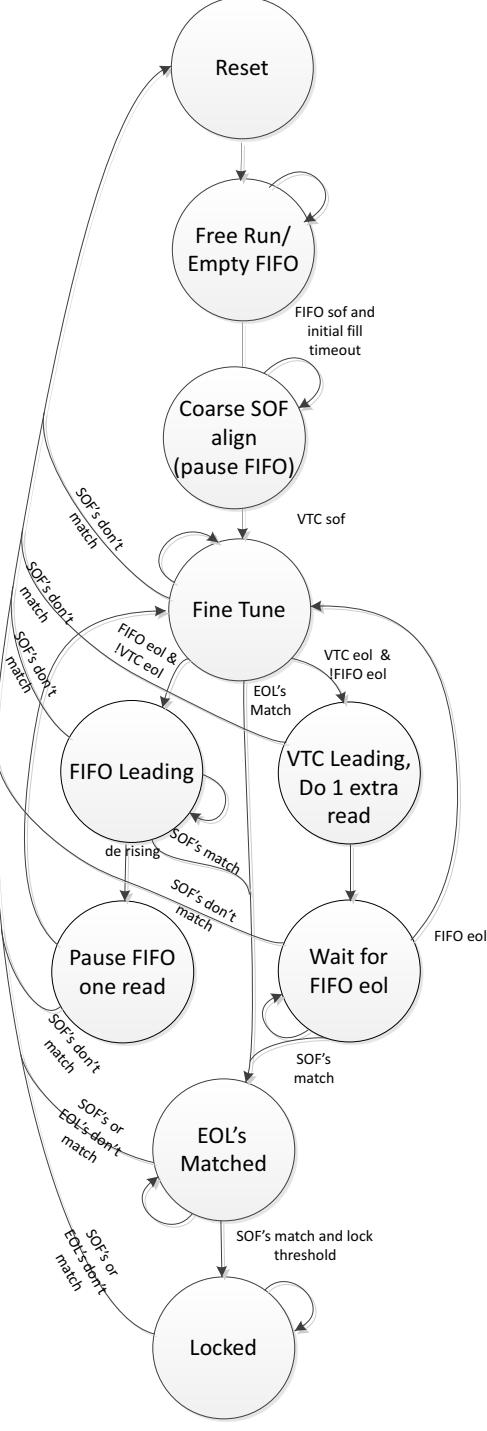 Reset
Free Run/
Empty FIFO
FIFO sof and
initial fill
timeout
Coarse SOF
align
(pause FIFO)
VTC sof
SOF's don't
match
Fine Tune
SOF's don't
match
FIFO eol &
!VTC eol
VTC eol &
!FIFO eol
EOL's
Match
SOF's don't
match
FIFO Leading
VTC Leading,
Do 1 extra
read
de rising
SOF's match
SOF's don't
match
FIFO eol
Pause FIFO
one read
Wait for
FIFO eol
SOF's don't
match
SOF's
match
SOF's or
EOL's don't
match
EOL's
Matched
SOF's match and lock
threshold
SOF's or
EOL's don't
match
Locked